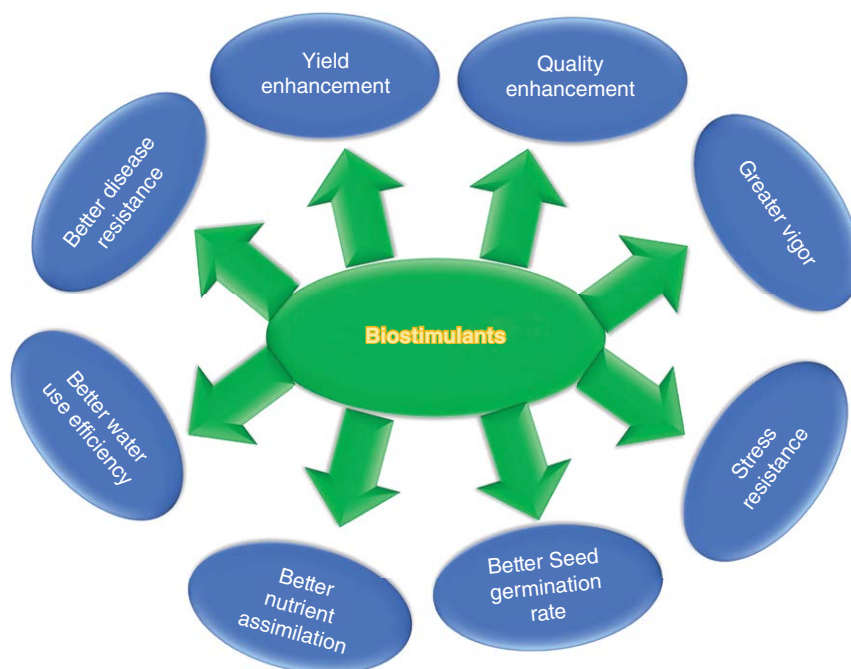 Yield
enhancement
Quality
enhancement
Better disease
resistance
Greater vigor
Biostimulants
Better water
use efficiency
Stress
resistance
Better
nutrient
assimilation
Better Seed
germination
rate